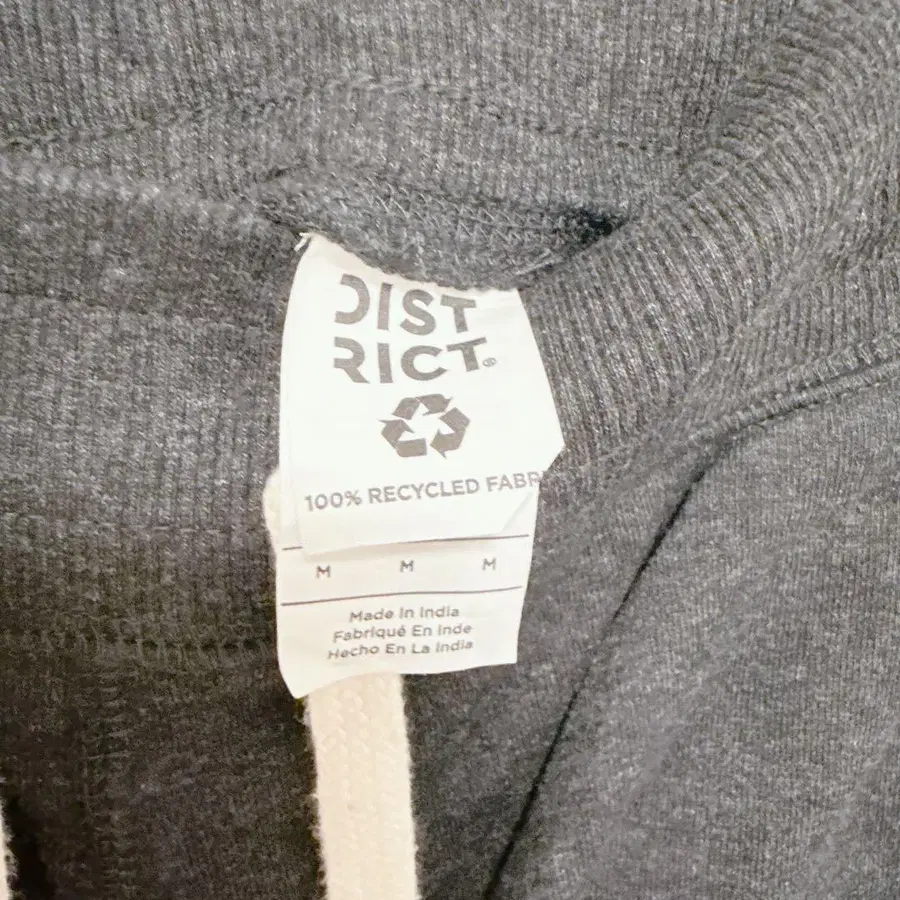 DIST
RICT®
100% RECYCLED FABR
M M M
Made In India
Fabriqué En Inde
Hecho En La India